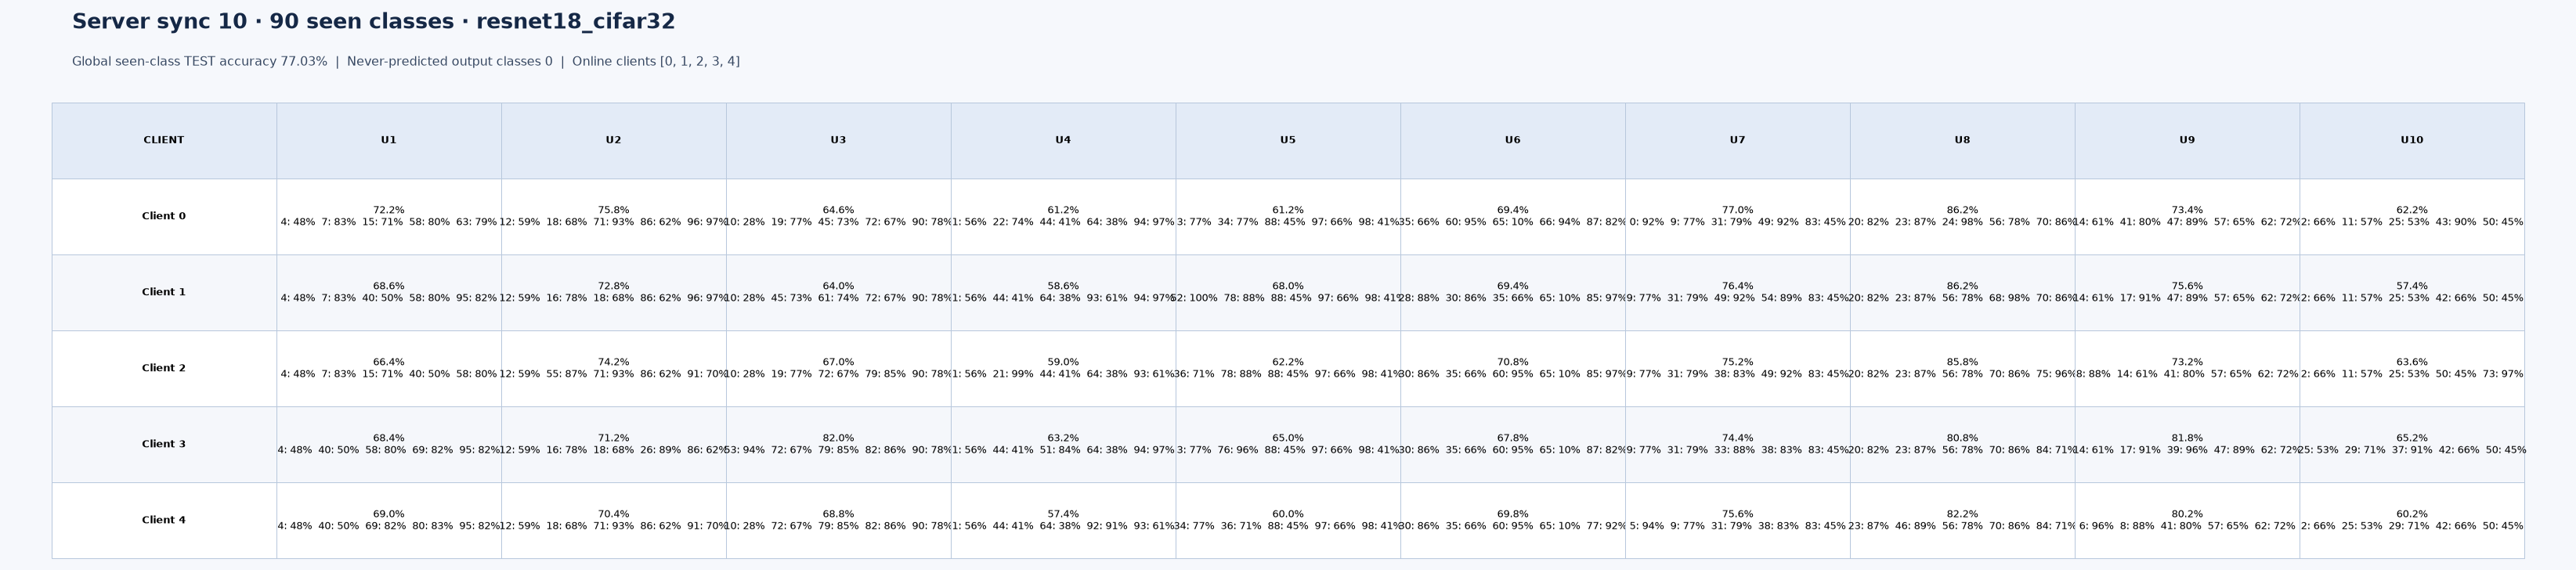 Server sync 10 · 90 seen classes · resnet18_cifar32
Global seen-class TEST accuracy 77.03% | Never-predicted output classes 0 | Online clients [0, 1, 2, 3, 4]
CLIENT U1 U2 U3 U4 U5 U6 U7 U8 U9 U10
72.2% 75.8% 64.6% 61.2% 61.2% 69.4% 77.0% 86.2% 73.4% 62.2%
Client 0
4: 48% 7: 83% 15: 71% 58: 80% 63: 79% 12: 59% 18: 68% 71: 93% 86: 62% 96: 97% 10: 28% 19: 77% 45: 73% 72: 67% 90: 78% 1: 56% 22: 74% 44: 41% 64: 38% 94: 97% 3: 77% 34: 77% 88: 45% 97: 66% 98: 41% 35: 66% 60: 95% 65: 10% 66: 94% 87: 82% 0: 92% 9: 77% 31: 79% 49: 92% 83: 45% 20: 82% 23: 87% 24: 98% 56: 78% 70: 86% 14: 61% 41: 80% 47: 89% 57: 65% 62: 72% 2: 66% 11: 57% 25: 53% 43: 90% 50: 45%
68.6% 72.8% 64.0% 58.6% 68.0% 69.4% 76.4% 86.2% 75.6% 57.4%
Client 1
4: 48% 7: 83% 40: 50% 58: 80% 95: 82% 12: 59% 16: 78% 18: 68% 86: 62% 96: 97% 10: 28% 45: 73% 61: 74% 72: 67% 90: 78% 1: 56% 44: 41% 64: 38% 93: 61% 94: 97% 52: 100% 78: 88% 88: 45% 97: 66% 98: 41% 28: 88% 30: 86% 35: 66% 65: 10% 85: 97% 9: 77% 31: 79% 49: 92% 54: 89% 83: 45% 20: 82% 23: 87% 56: 78% 68: 98% 70: 86% 14: 61% 17: 91% 47: 89% 57: 65% 62: 72% 2: 66% 11: 57% 25: 53% 42: 66% 50: 45%
66.4% 74.2% 67.0% 59.0% 62.2% 70.8% 75.2% 85.8% 73.2% 63.6%
Client 2
4: 48% 7: 83% 15: 71% 40: 50% 58: 80% 12: 59% 55: 87% 71: 93% 86: 62% 91: 70% 10: 28% 19: 77% 72: 67% 79: 85% 90: 78% 1: 56% 21: 99% 44: 41% 64: 38% 93: 61% 36: 71% 78: 88% 88: 45% 97: 66% 98: 41% 30: 86% 35: 66% 60: 95% 65: 10% 85: 97% 9: 77% 31: 79% 38: 83% 49: 92% 83: 45% 20: 82% 23: 87% 56: 78% 70: 86% 75: 96% 8: 88% 14: 61% 41: 80% 57: 65% 62: 72% 2: 66% 11: 57% 25: 53% 50: 45% 73: 97%
68.4% 71.2% 82.0% 63.2% 65.0% 67.8% 74.4% 80.8% 81.8% 65.2%
Client 3
4: 48% 40: 50% 58: 80% 69: 82% 95: 82% 12: 59% 16: 78% 18: 68% 26: 89% 86: 62% 53: 94% 72: 67% 79: 85% 82: 86% 90: 78% 1: 56% 44: 41% 51: 84% 64: 38% 94: 97% 3: 77% 76: 96% 88: 45% 97: 66% 98: 41% 30: 86% 35: 66% 60: 95% 65: 10% 87: 82% 9: 77% 31: 79% 33: 88% 38: 83% 83: 45% 20: 82% 23: 87% 56: 78% 70: 86% 84: 71% 14: 61% 17: 91% 39: 96% 47: 89% 62: 72% 25: 53% 29: 71% 37: 91% 42: 66% 50: 45%
69.0% 70.4% 68.8% 57.4% 60.0% 69.8% 75.6% 82.2% 80.2% 60.2%
Client 4
4: 48% 40: 50% 69: 82% 80: 83% 95: 82% 12: 59% 18: 68% 71: 93% 86: 62% 91: 70% 10: 28% 72: 67% 79: 85% 82: 86% 90: 78% 1: 56% 44: 41% 64: 38% 92: 91% 93: 61% 34: 77% 36: 71% 88: 45% 97: 66% 98: 41% 30: 86% 35: 66% 60: 95% 65: 10% 77: 92% 5: 94% 9: 77% 31: 79% 38: 83% 83: 45% 23: 87% 46: 89% 56: 78% 70: 86% 84: 71% 6: 96% 8: 88% 41: 80% 57: 65% 62: 72% 2: 66% 25: 53% 29: 71% 42: 66% 50: 45%